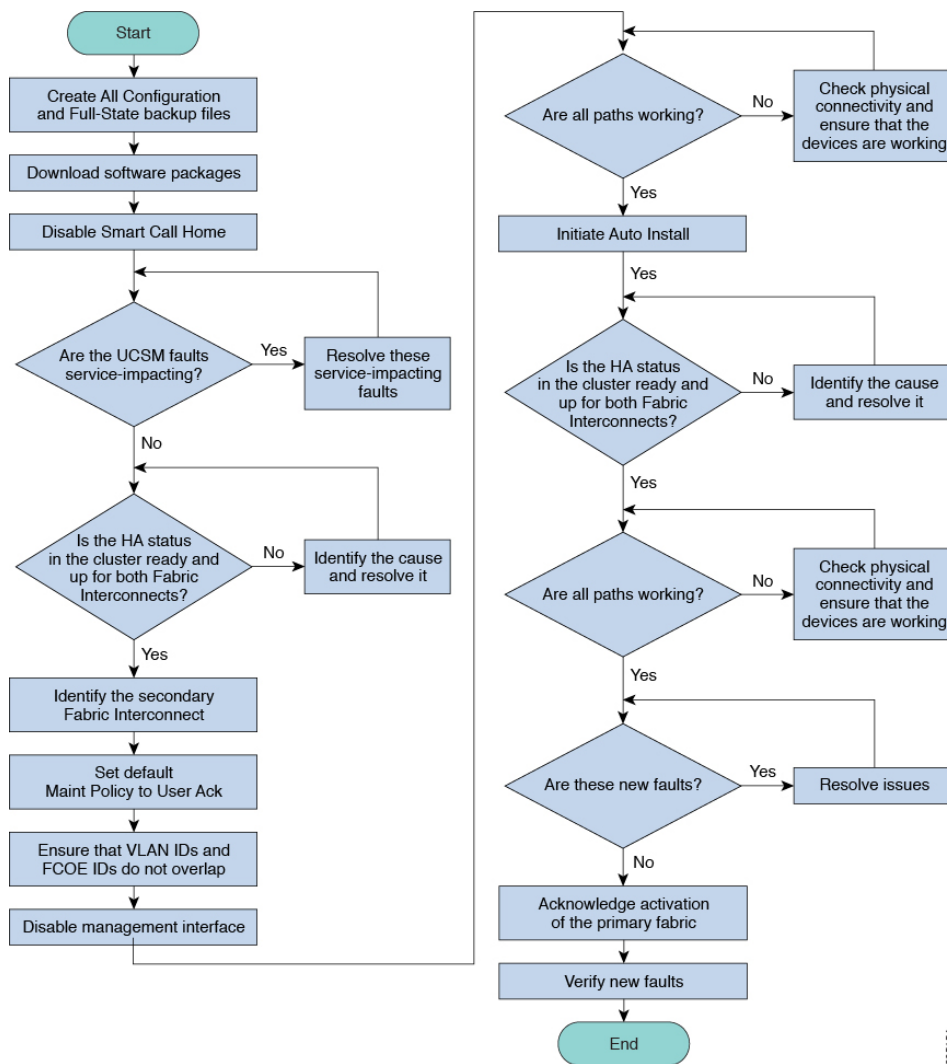 Start
Create All Configuration
and Full-State backup files
Download software packages
Disable Smart Call Home
Are the UCSM faults
service-impacting?
Yes
Resolve these
service-impacting
faults
No
Is the HA status
in the cluster ready and
up for both Fabric
Interconnects?
No
Identify the cause
and resolve it
Yes
Identify the secondary
Fabric Interconnect
Set default
Maint Policy to User Ack
Ensure that VLAN IDs and
FCOE IDs do not overlap
Disable management interface
Are all paths working?
No
Check physical
connectivity and
ensure that the
devices are working
Yes
Initiate Auto Install
Yes
Is the HA status
in the cluster ready and
up for both Fabric
Interconnects?
No
Identify the cause
and resolve it
Yes
Are all paths working?
No
Check physical
connectivity and
ensure that the
devices are working
Yes
Are these new faults?
Yes
Resolve issues
No
Acknowledge activation
of the primary fabric
Verify new faults
End